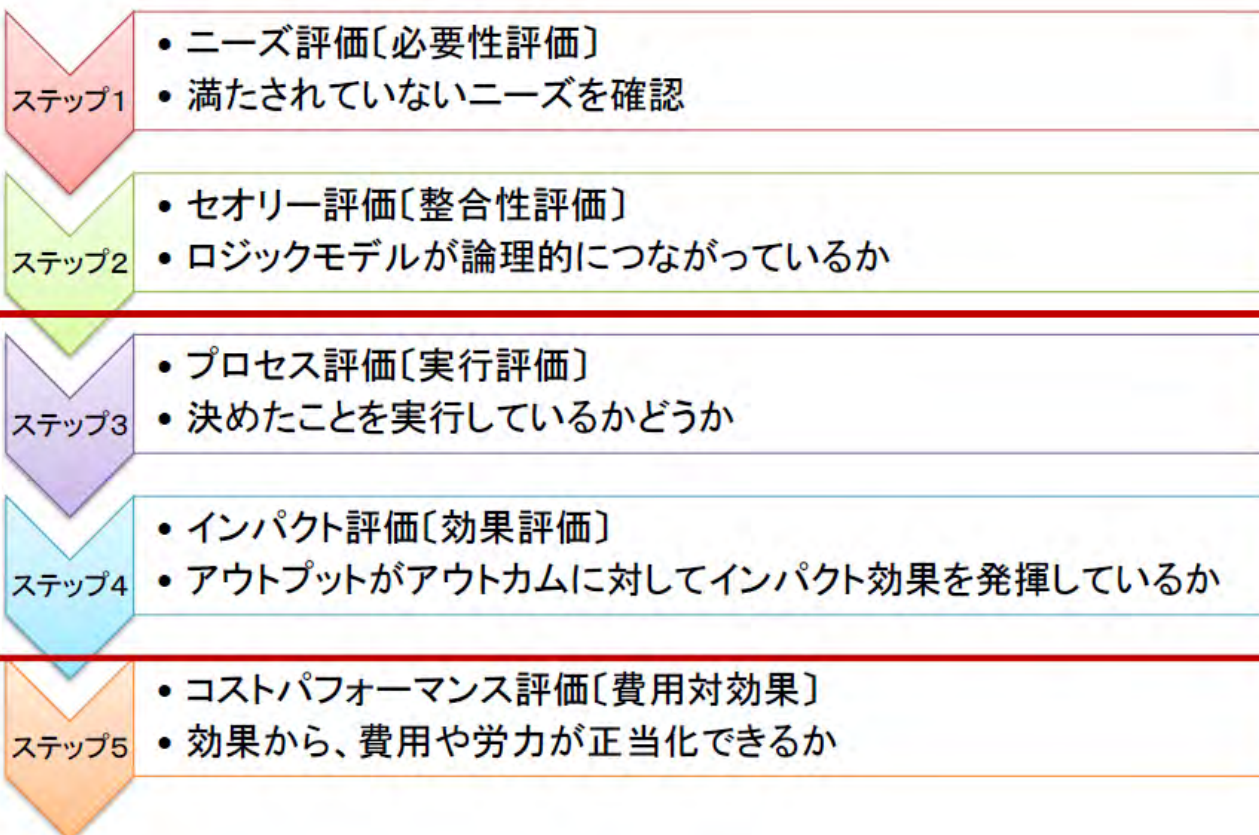 ステップ1
• ニーズ評価〔必要性評価〕
• 満たされていないニーズを確認
ステップ2
• セオリー評価〔整合性評価〕
• ロジックモデルが論理的につながっているか
ステップ3
• プロセス評価〔実行評価〕
• 決めたことを実行しているかどうか
ステップ4
• インパクト評価〔効果評価〕
• アウトプットがアウトカムに対してインパクト効果を発揮しているか
ステップ5
• コストパフォーマンス評価〔費用対効果〕
• 効果から、費用や労力が正当化できるか